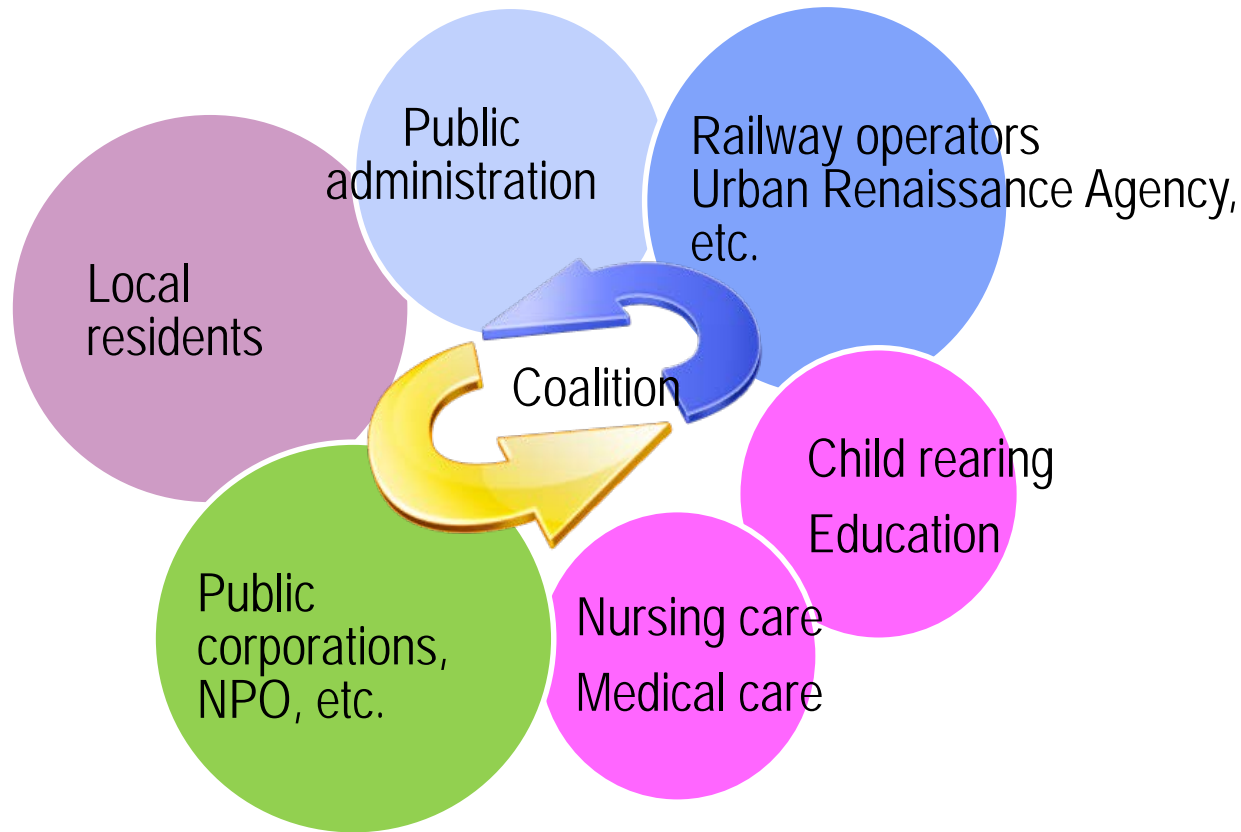 Public
administration
Railway operators
Urban Renaissance Agency,
etc.
Local
residents
Coalition
Child rearing
Education
Public
corporations,
NPO, etc.
Nursing care
Medical care